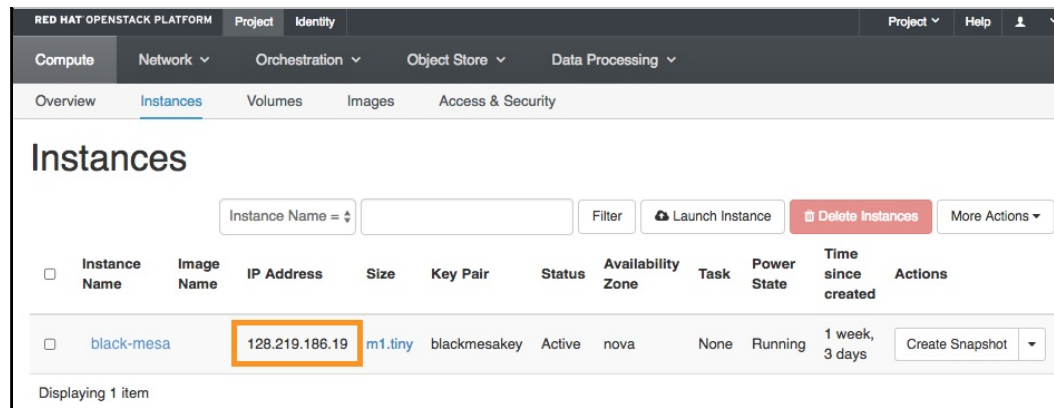 RED HAT OPENSTACK PLATFORM Project Identity Project Help
Compute Network Orchestration Object Store Data Processing
Overview Instances Volumes Images Access & Security
Instances
Instance Name = Filter Launch Instance Delete Instances More Actions
Instance Name Image Name IP Address Size Key Pair Status Availability Zone Task Power State Time since created Actions
black-mesa 128.219.186.19 m1.tiny blackmesakey Active nova None Running 1 week, 3 days Create Snapshot
Displaying 1 item